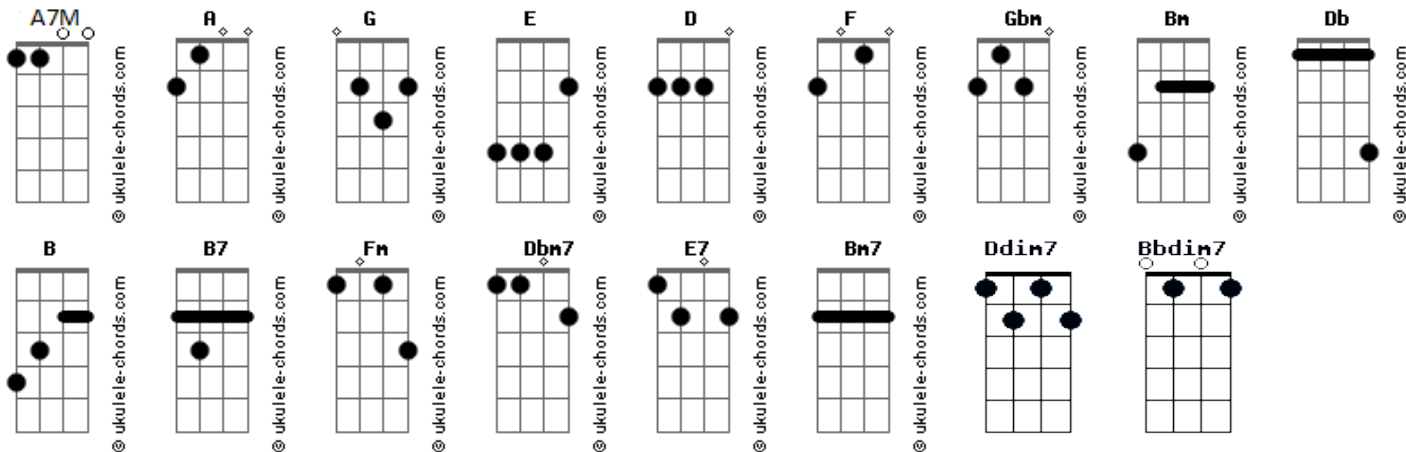 A7M A G E D F Gbm Bm Db
© ukulele-chords.com © ukulele-chords.com © ukulele-chords.com © ukulele-chords.com © ukulele-chords.com © ukulele-chords.com © ukulele-chords.com © ukulele-chords.com © ukulele-chords.com
B B7 Fm Dbm7 E7 Bm7 Ddim7 Bbdim7
© ukulele-chords.com © ukulele-chords.com © ukulele-chords.com © ukulele-chords.com © ukulele-chords.com © ukulele-chords.com